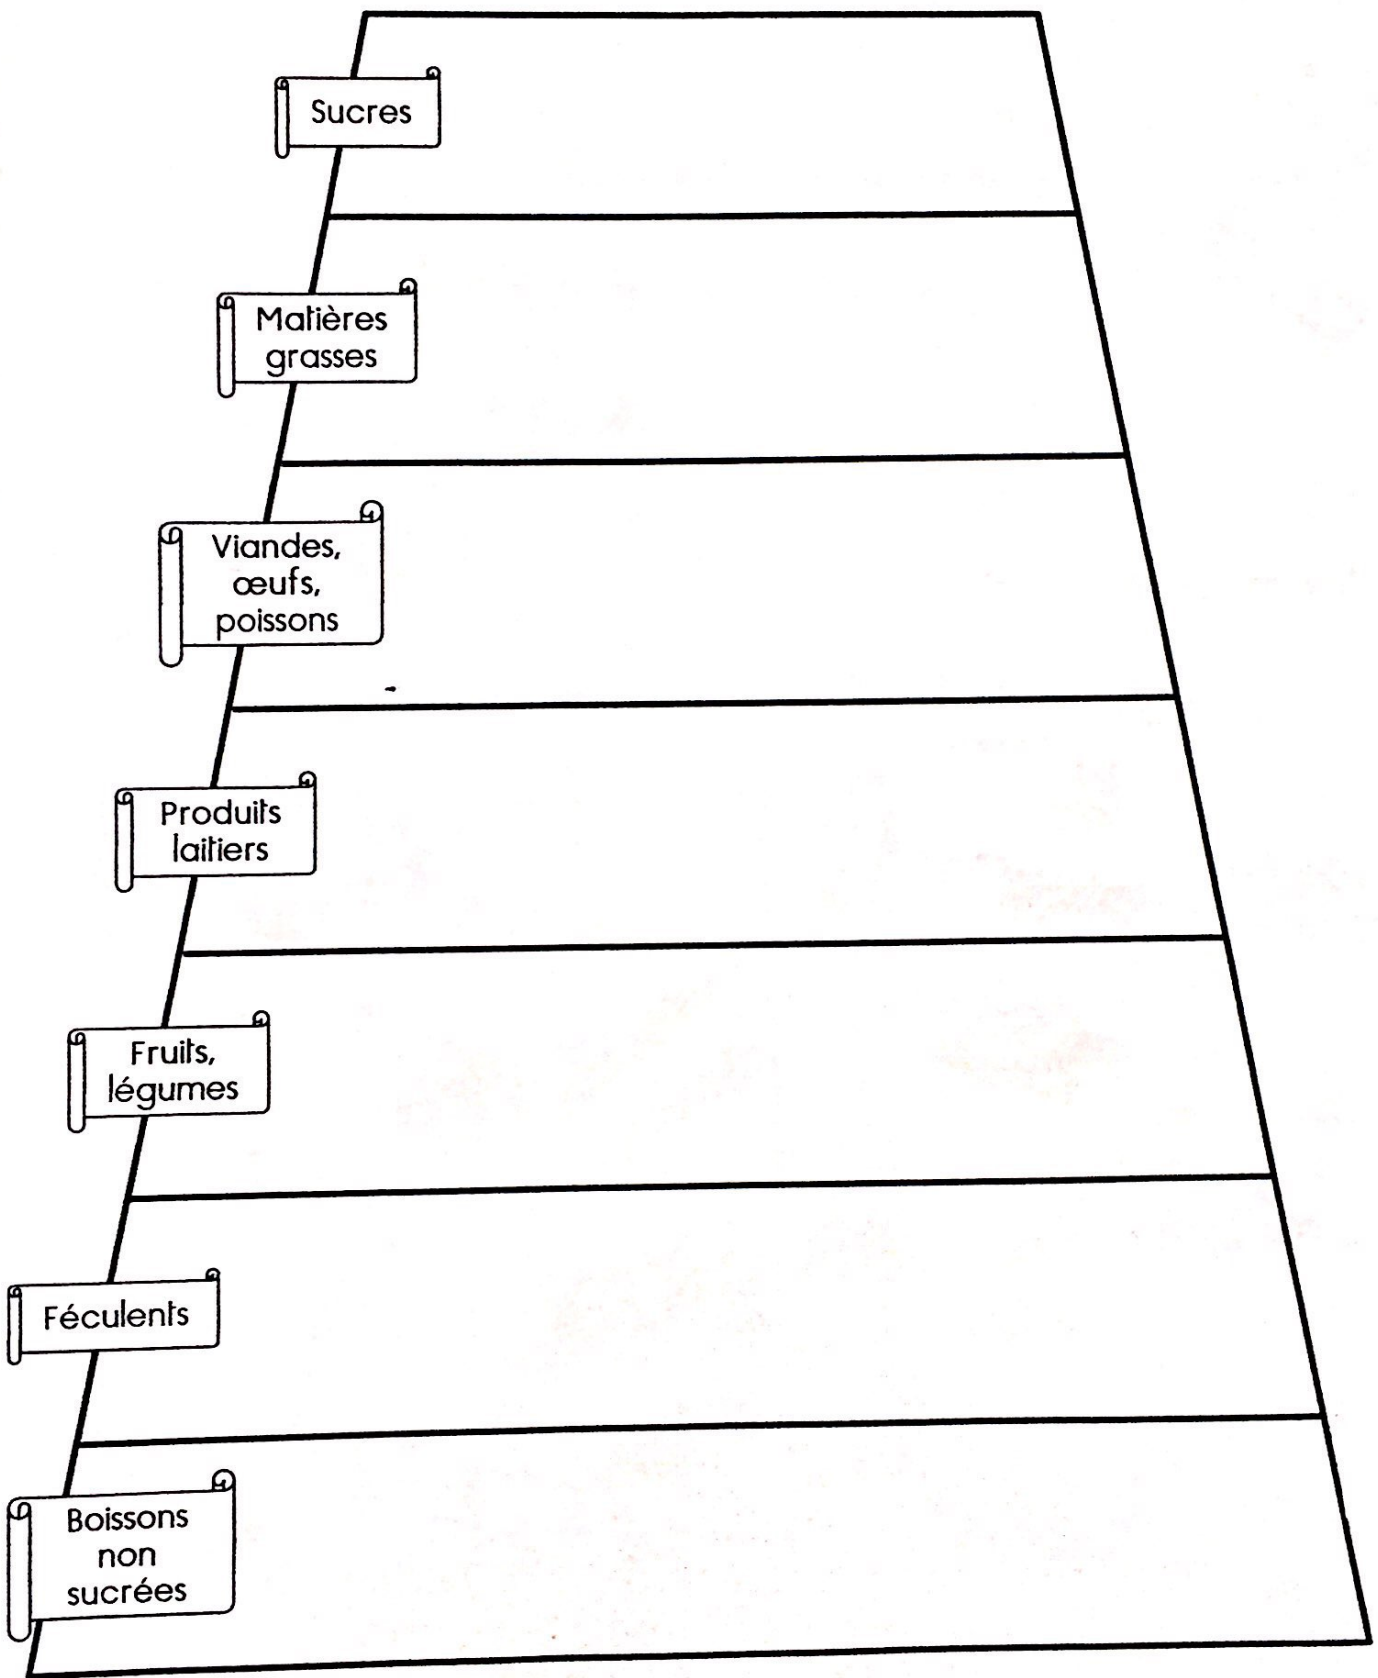 Sucres
Matières
grasses
Viandes,
œufs,
poissons
Produits
laitiers
Fruits,
légumes
Féculents
Boissons
non
sucrées